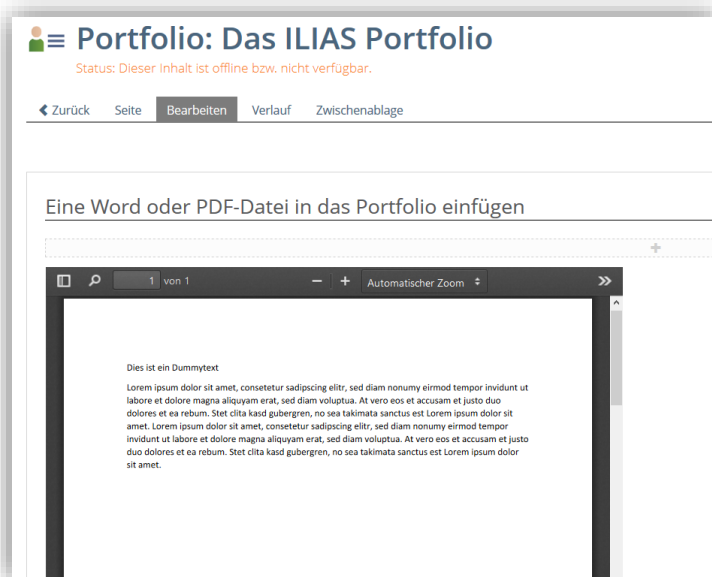 Portfolio: Das ILIAS Portfolio
Status: Dieser Inhalt ist offline bzw. nicht verfügbar.
Zurück Seite Bearbeiten Verlauf Zwischenablage
Eine Word oder PDF-Datei in das Portfolio einfügen
1 von 1 Automatischer Zoom
Dies ist ein Dummytext
Lorem ipsum dolor sit amet, consetetur sadipscing elitr, sed diam nonumy eirmod tempor invidunt ut
labore et dolore magna aliquyam erat, sed diam voluptua. At vero eos et accusam et justo duo
dolores et ea rebum. Stet clita kasd gubergren, no sea takimata sanctus est Lorem ipsum dolor sit
amet. Lorem ipsum dolor sit amet, consetetur sadipscing elitr, sed diam nonumy eirmod tempor
invidunt ut labore et dolore magna aliquyam erat, sed diam voluptua. At vero eos et accusam et justo
duo dolores et ea rebum. Stet clita kasd gubergren, no sea takimata sanctus est Lorem ipsum dolor
sit amet.